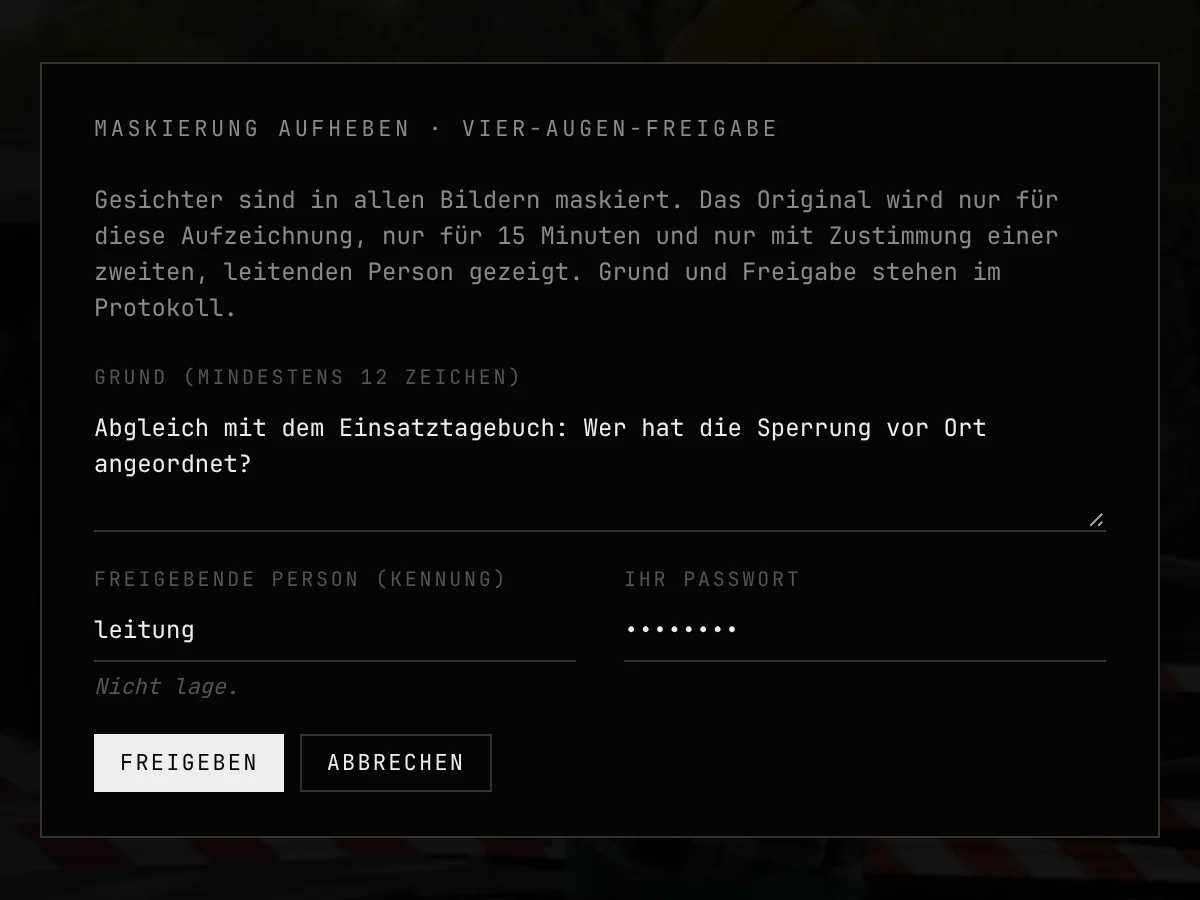 MASKIERUNG AUFHEBEN · VIER-AUGEN-FREIGABE
Gesichter sind in allen Bildern maskiert. Das Original wird nur für
diese Aufzeichnung, nur für 15 Minuten und nur mit Zustimmung einer
zweiten, leitenden Person gezeigt. Grund und Freigabe stehen im
Protokoll.
GRUND (MINDESTENS 12 ZEICHEN)
Abgleich mit dem Einsatztagebuch: Wer hat die Sperrung vor Ort
angeordnet?
FREIGEBENDE PERSON (KENNUNG)
IHR PASSWORT
leitung
••••••••
Nicht lage.
FREIGEBEN
ABBRECHEN